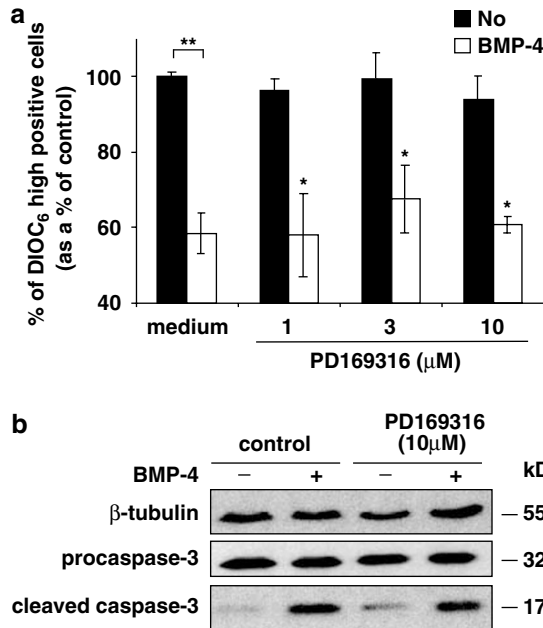 a
No
BMP-4
% of DIOC6 high positive cells
(as a % of control)
100
80
60
40
**
*
*
*
medium
1
3
10
PD169316 (μM)
b
PD169316
control
(10μM)
BMP-4
–
+
–
+
kD
β-tubulin
– 55
procaspase-3
– 32
cleaved caspase-3
– 17